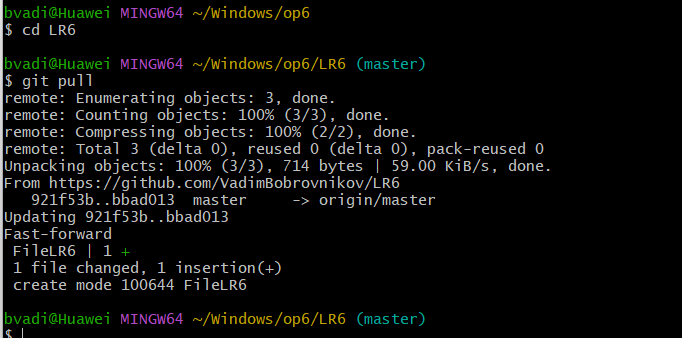 bvadi@Huawei MINGW64 ~/Windows/op6
$ cd LR6
bvadi@Huawei MINGW64 ~/Windows/op6/LR6 (master)
$ git pull
remote: Enumerating objects: 3, done.
remote: Counting objects: 100% (3/3), done.
remote: Compressing objects: 100% (2/2), done.
remote: Total 3 (delta 0), reused 0 (delta 0), pack-reused 0
Unpacking objects: 100% (3/3), 714 bytes | 59.00 KiB/s, done.
From https://github.com/VadimBobrovnikov/LR6
   921f53b..bbad013  master     -> origin/master
Updating 921f53b..bbad013
Fast-forward
 FileLR6 | 1 +
 1 file changed, 1 insertion(+)
 create mode 100644 FileLR6
bvadi@Huawei MINGW64 ~/Windows/op6/LR6 (master)
$